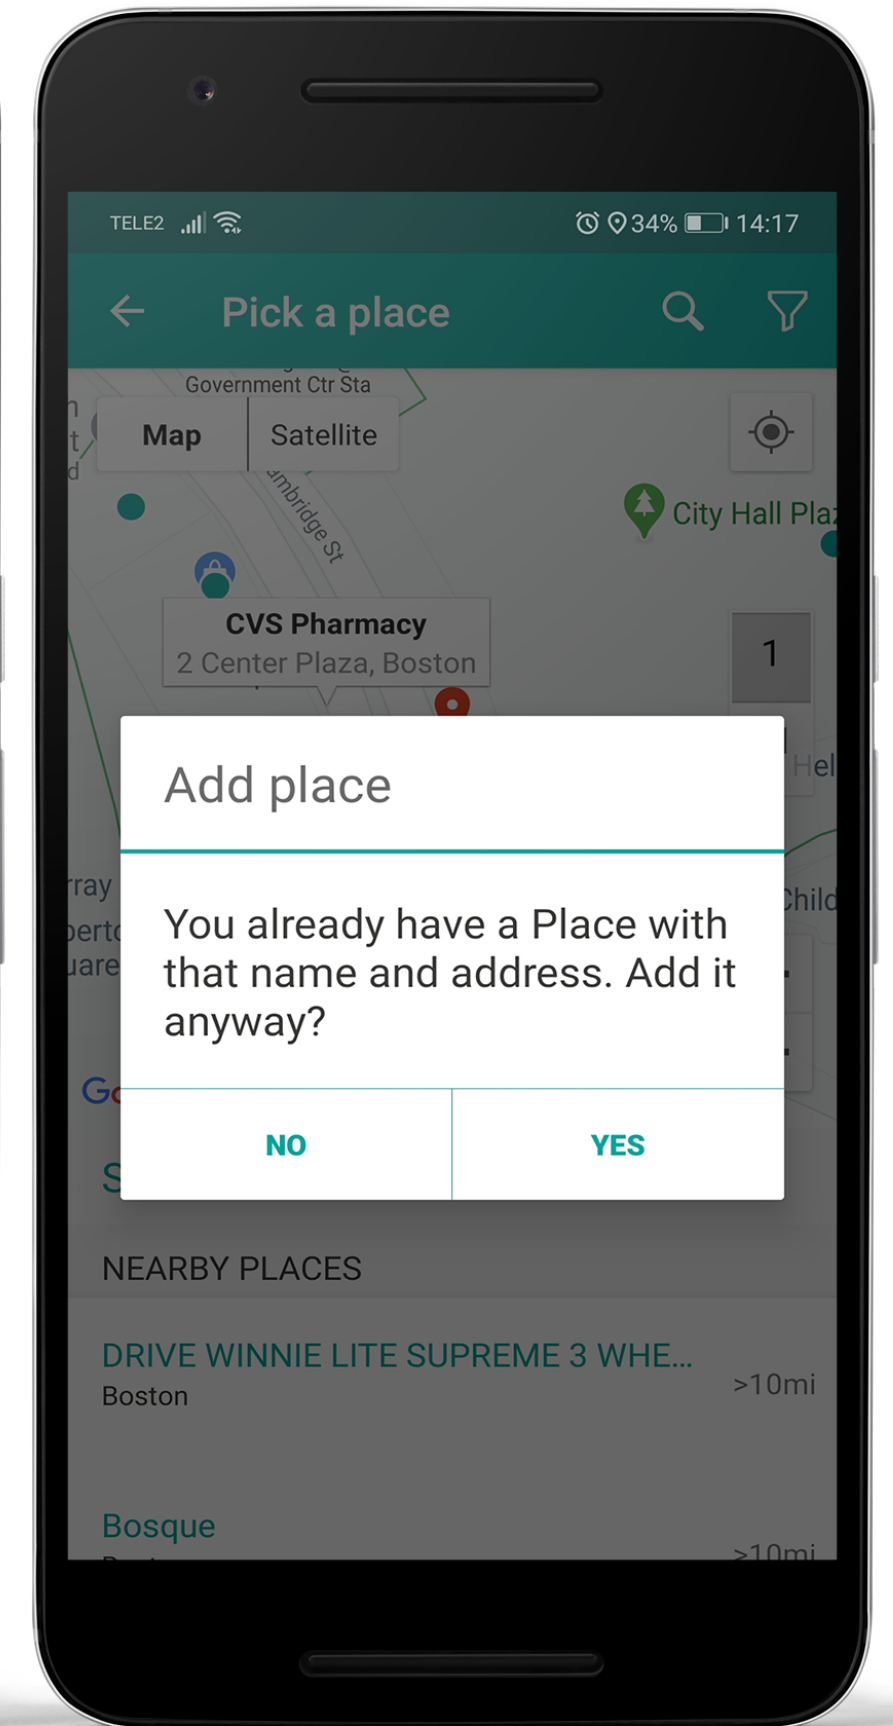 TELE2
34%
14:17
Pick a place
Government Ctr Sta
Map
Satellite
City Hall
CVS Pharmacy
2 Center Plaza, Boston
1
Add place
You already have a Place with
that name and address. Add it
anyway?
NO
YES
NEARBY PLACES
DRIVE WINNIE LITE SUPREME 3 WHE...
Boston
>10mi
Bosque
>10mi